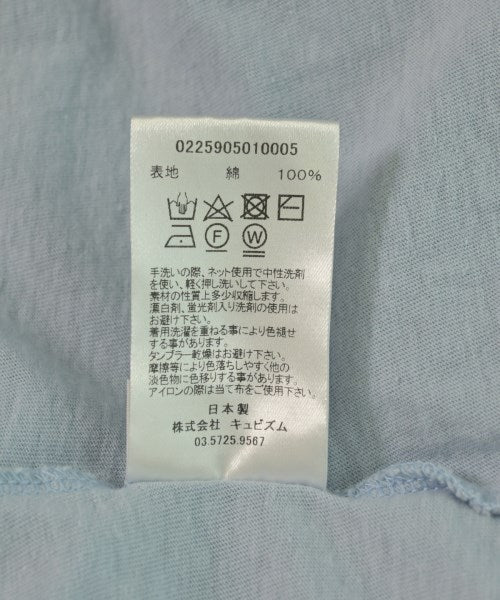 0225905010005
表地 綿 100%
F W
手洗いの際、ネット使用で中性洗剤
を使い、軽く押し洗いして下さい。
素材の性質上多少収縮します。
漂白剤、蛍光剤入り洗剤の使用は
お避け下さい。
着用洗濯を重ねる事により色褪せ
する事があります。
タンブラー乾燥はお避け下さい。
摩擦等により色落ちしやすく他の
淡色物に色移りする事があります。
アイロンの際は当て布をご使用下さい。
日本製
株式会社 キュビズム
03.5725.9567